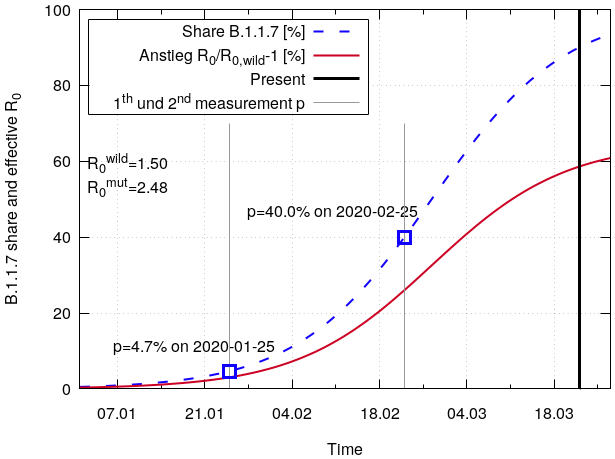 100
80
60
40
20
0
B.1.1.7 share and effective R0
Share B.1.1.7 [%]
Anstieg R0/R0,wild-1 [%]
Present
1th und 2nd measurement p
R0wild=1.50
R0mut=2.48
p=40.0% on 2020-02-25
p=4.7% on 2020-01-25
07.01 21.01 04.02 18.02 04.03 18.03
Time